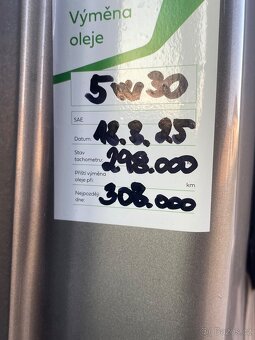 Výměna
oleje
5w30
SAE
Datum: 18.3.25
Stav
tachometru: 298.000
Příští výměna
oleje při km
Nejpozději
dne: 308.000